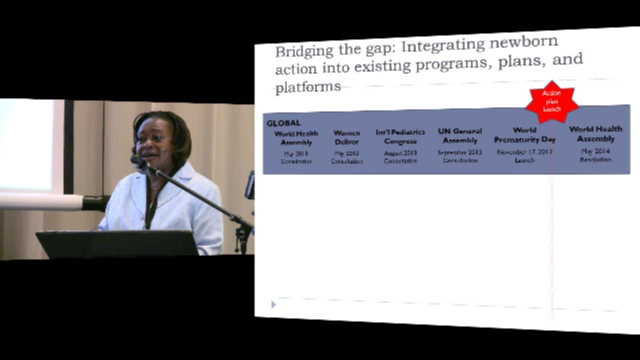 Bridging the gap: Integrating newborn
action into existing programs, plans, and
platforms
Action
plan
launch
GLOBAL
World Health
Assembly
May 2013
Consultation
Women
Deliver
May 2013
Consultation
Int'l Pediatrics
Congress
August 2013
Consultation
UN General
Assembly
September 2013
Consultation
World
Prematurity Day
November 17, 2013
Launch
World Health
Assembly
May 2014
Resolution